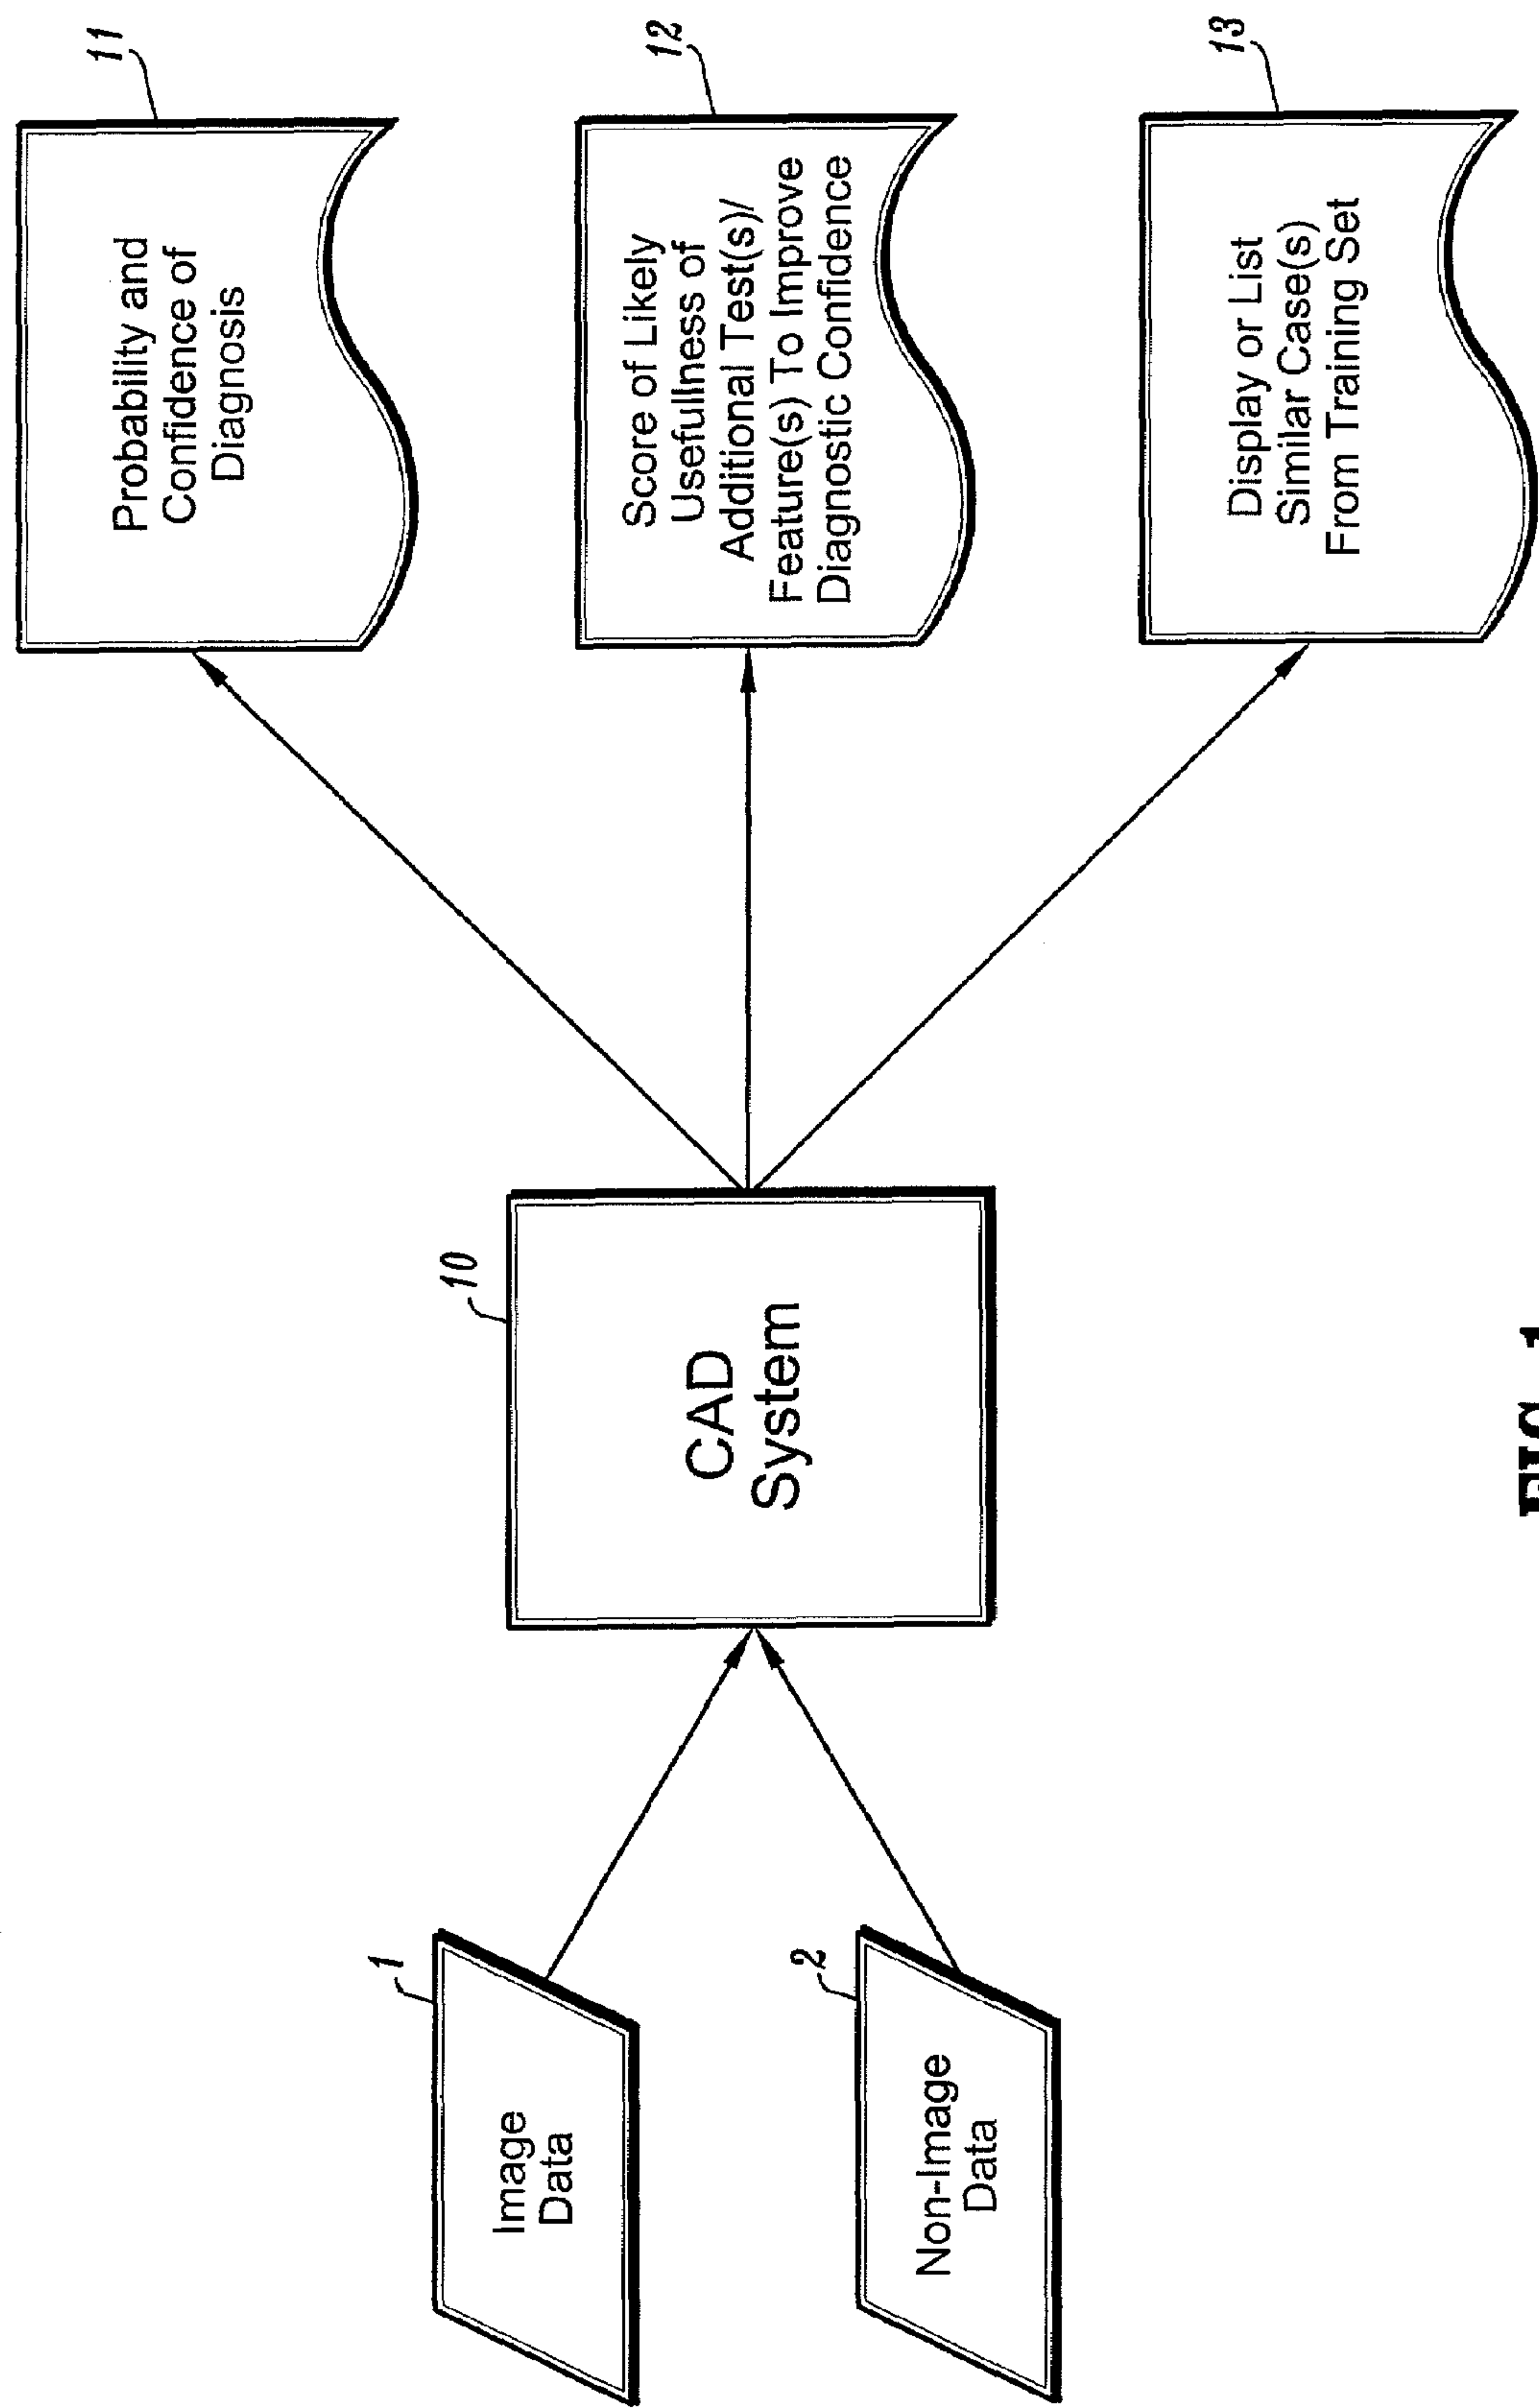 1
Image
Data
2
Non-Image
Data
10
CAD
System
11
Probability and
Confidence of
Diagnosis
12
Score of Likely
Usefullness of
Additional Test(s)/
Feature(s) To Improve
Diagnostic Confidence
13
Display or List
Similar Case(s)
From Training Set
FIG. 1